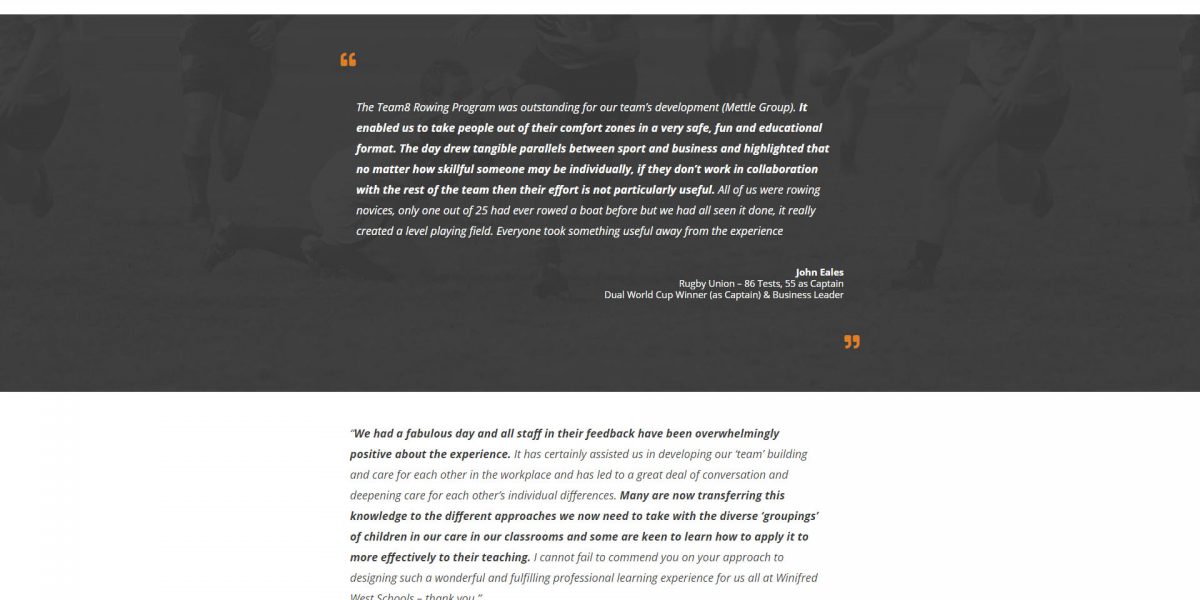 “
The Team8 Rowing Program was outstanding for our team’s development (Mettle Group). It
enabled us to take people out of their comfort zones in a very safe, fun and educational
format. The day drew tangible parallels between sport and business and highlighted that
no matter how skillful someone may be individually, if they don’t work in collaboration
with the rest of the team then their effort is not particularly useful. All of us were rowing
novices, only one out of 25 had ever rowed a boat before but we had all seen it done, it really
created a level playing field. Everyone took something useful away from the experience
John Eales
Rugby Union – 86 Tests, 55 as Captain
Dual World Cup Winner (as Captain) & Business Leader
”
“We had a fabulous day and all staff in their feedback have been overwhelmingly
positive about the experience. It has certainly assisted us in developing our ‘team’ building
and care for each other in the workplace and has led to a great deal of conversation and
deepening care for each other’s individual differences. Many are now transferring this
knowledge to the different approaches we now need to take with the diverse ‘groupings’
of children in our care in our classrooms and some are keen to learn how to apply it to
more effectively to their teaching. I cannot fail to commend you on your approach to
designing such a wonderful and fulfilling professional learning experience for us all at Winifred
West Schools – thank you.”